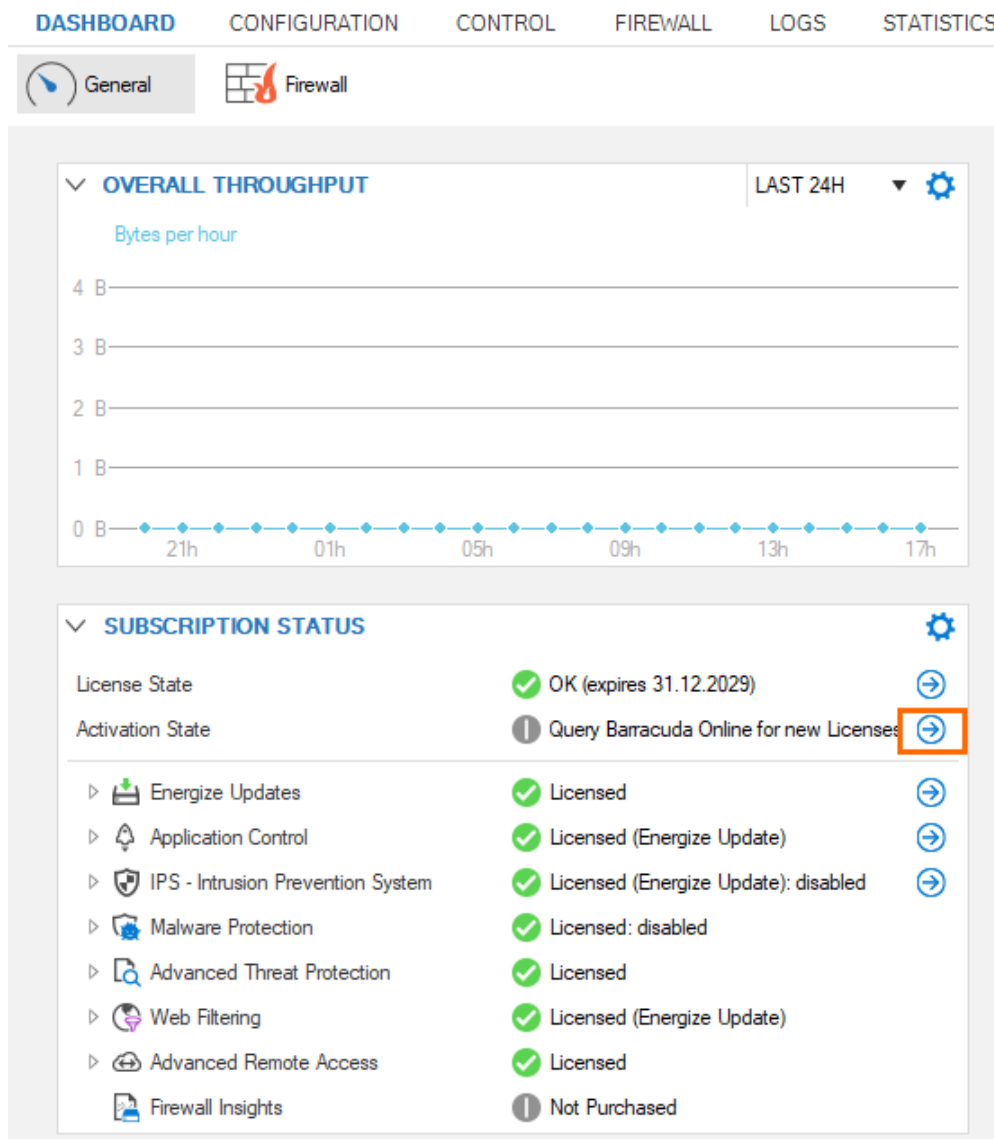 DASHBOARD CONFIGURATION CONTROL FIREWALL LOGS STATISTICS
General Firewall
OVERALL THROUGHPUT LAST 24H
Bytes per hour
4 B
3 B
2 B
1 B
0 B
21h 01h 05h 09h 13h 17h
SUBSCRIPTION STATUS
License State OK (expires 31.12.2029)
Activation State Query Barracuda Online for new Licenses
Energize Updates Licensed
Application Control Licensed (Energize Update)
IPS - Intrusion Prevention System Licensed (Energize Update): disabled
Malware Protection Licensed: disabled
Advanced Threat Protection Licensed
Web Filtering Licensed (Energize Update)
Advanced Remote Access Licensed
Firewall Insights Not Purchased